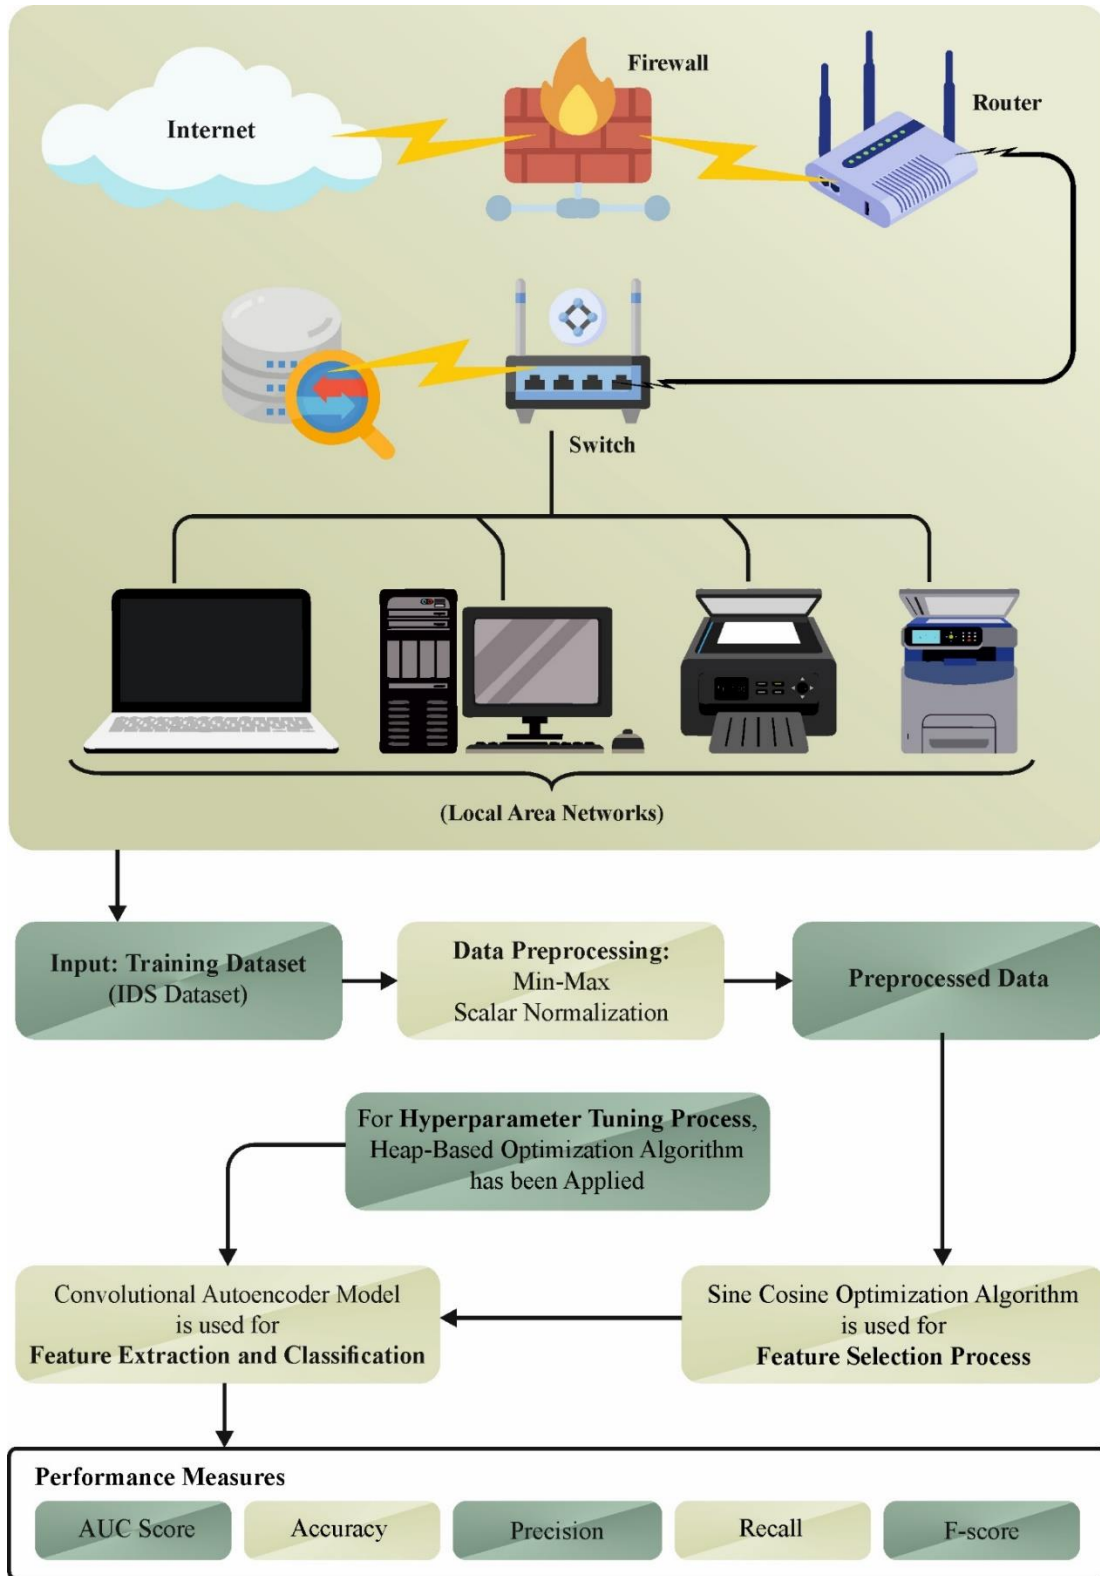 Internet
Firewall
Router
Switch
(Local Area Networks)
Input: Training Dataset
(IDS Dataset)
Data Preprocessing:
Min-Max
Scalar Normalization
Preprocessed Data
For Hyperparameter Tuning Process,
Heap-Based Optimization Algorithm
has been Applied
Convolutional Autoencoder Model
is used for
Feature Extraction and Classification
Sine Cosine Optimization Algorithm
is used for
Feature Selection Process
Performance Measures
AUC Score
Accuracy
Precision
Recall
F-score